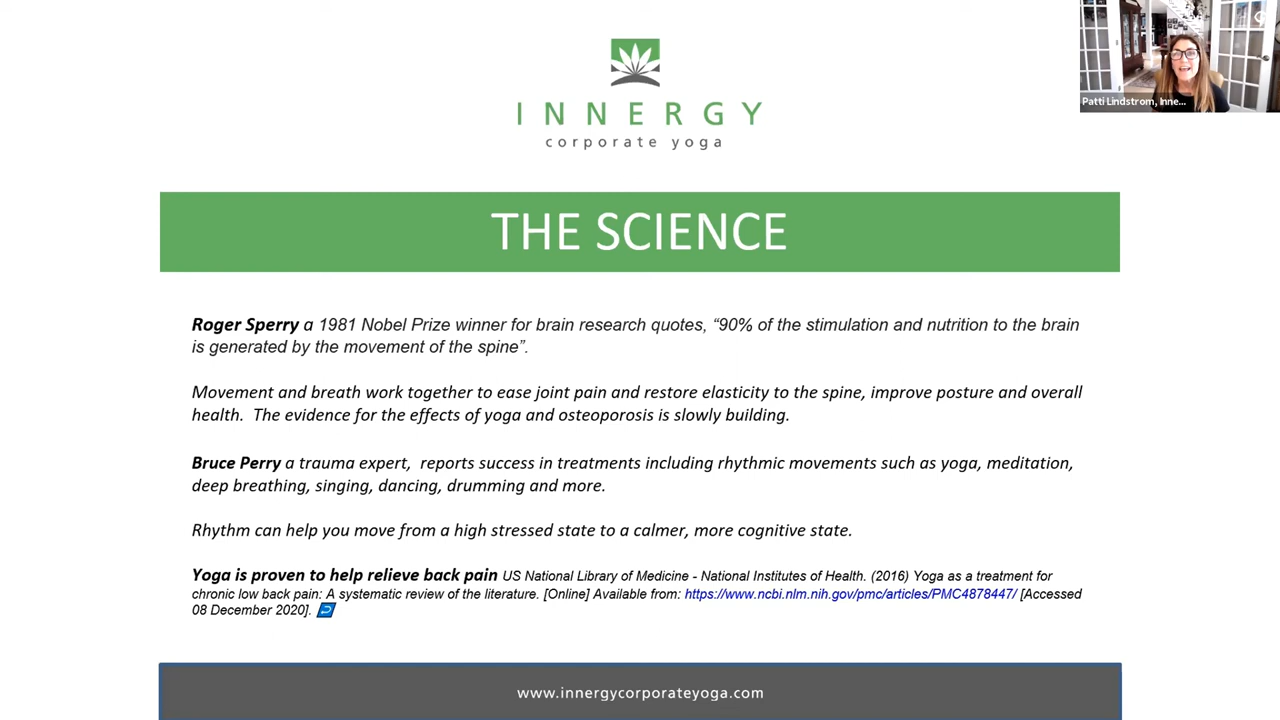 Patti Lindstrom, Inne...
INNERGY
corporate yoga
THE SCIENCE
Roger Sperry a 1981 Nobel Prize winner for brain research quotes, “90% of the stimulation and nutrition to the brain
is generated by the movement of the spine”.
Movement and breath work together to ease joint pain and restore elasticity to the spine, improve posture and overall
health.  The evidence for the effects of yoga and osteoporosis is slowly building.
Bruce Perry a trauma expert,  reports success in treatments including rhythmic movements such as yoga, meditation,
deep breathing, singing, dancing, drumming and more.
Rhythm can help you move from a high stressed state to a calmer, more cognitive state.
Yoga is proven to help relieve back pain US National Library of Medicine - National Institutes of Health. (2016) Yoga as a treatment for
chronic low back pain: A systematic review of the literature. [Online] Available from: https://www.ncbi.nlm.nih.gov/pmc/articles/PMC4878447/ [Accessed
08 December 2020].
www.innergycorporateyoga.com